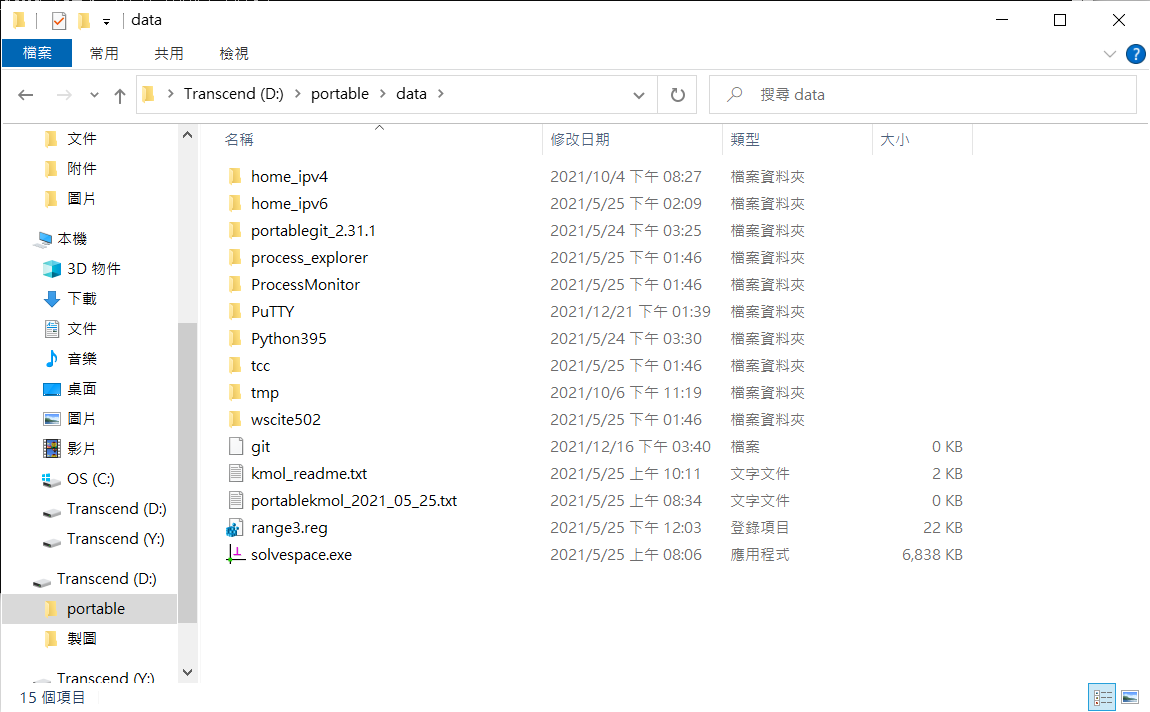 data
檔案 常用 共用 檢視
Transcend (D:) portable data 搜尋 data
文件
附件
圖片
本機
3D 物件
下載
文件
音樂
桌面
圖片
影片
OS (C:)
Transcend (D:)
Transcend (Y:)
Transcend (D:)
portable
製圖
Transcend (Y:)
名稱 修改日期 類型 大小
home_ipv4 2021/10/4 下午 08:27 檔案資料夾
home_ipv6 2021/5/25 下午 02:09 檔案資料夾
portablegit_2.31.1 2021/5/24 下午 03:25 檔案資料夾
process_explorer 2021/5/25 下午 01:46 檔案資料夾
ProcessMonitor 2021/5/25 下午 01:46 檔案資料夾
PuTTY 2021/12/21 下午 01:39 檔案資料夾
Python395 2021/5/24 下午 03:30 檔案資料夾
tcc 2021/5/25 下午 01:46 檔案資料夾
tmp 2021/10/6 下午 11:19 檔案資料夾
wscite502 2021/5/25 下午 01:46 檔案資料夾
git 2021/12/16 下午 03:40 檔案 0 KB
kmol_readme.txt 2021/5/25 上午 10:11 文字文件 2 KB
portablekmol_2021_05_25.txt 2021/5/25 上午 08:34 文字文件 0 KB
range3.reg 2021/5/25 下午 12:03 登錄項目 22 KB
solvespace.exe 2021/5/25 上午 08:06 應用程式 6,838 KB
15 個項目